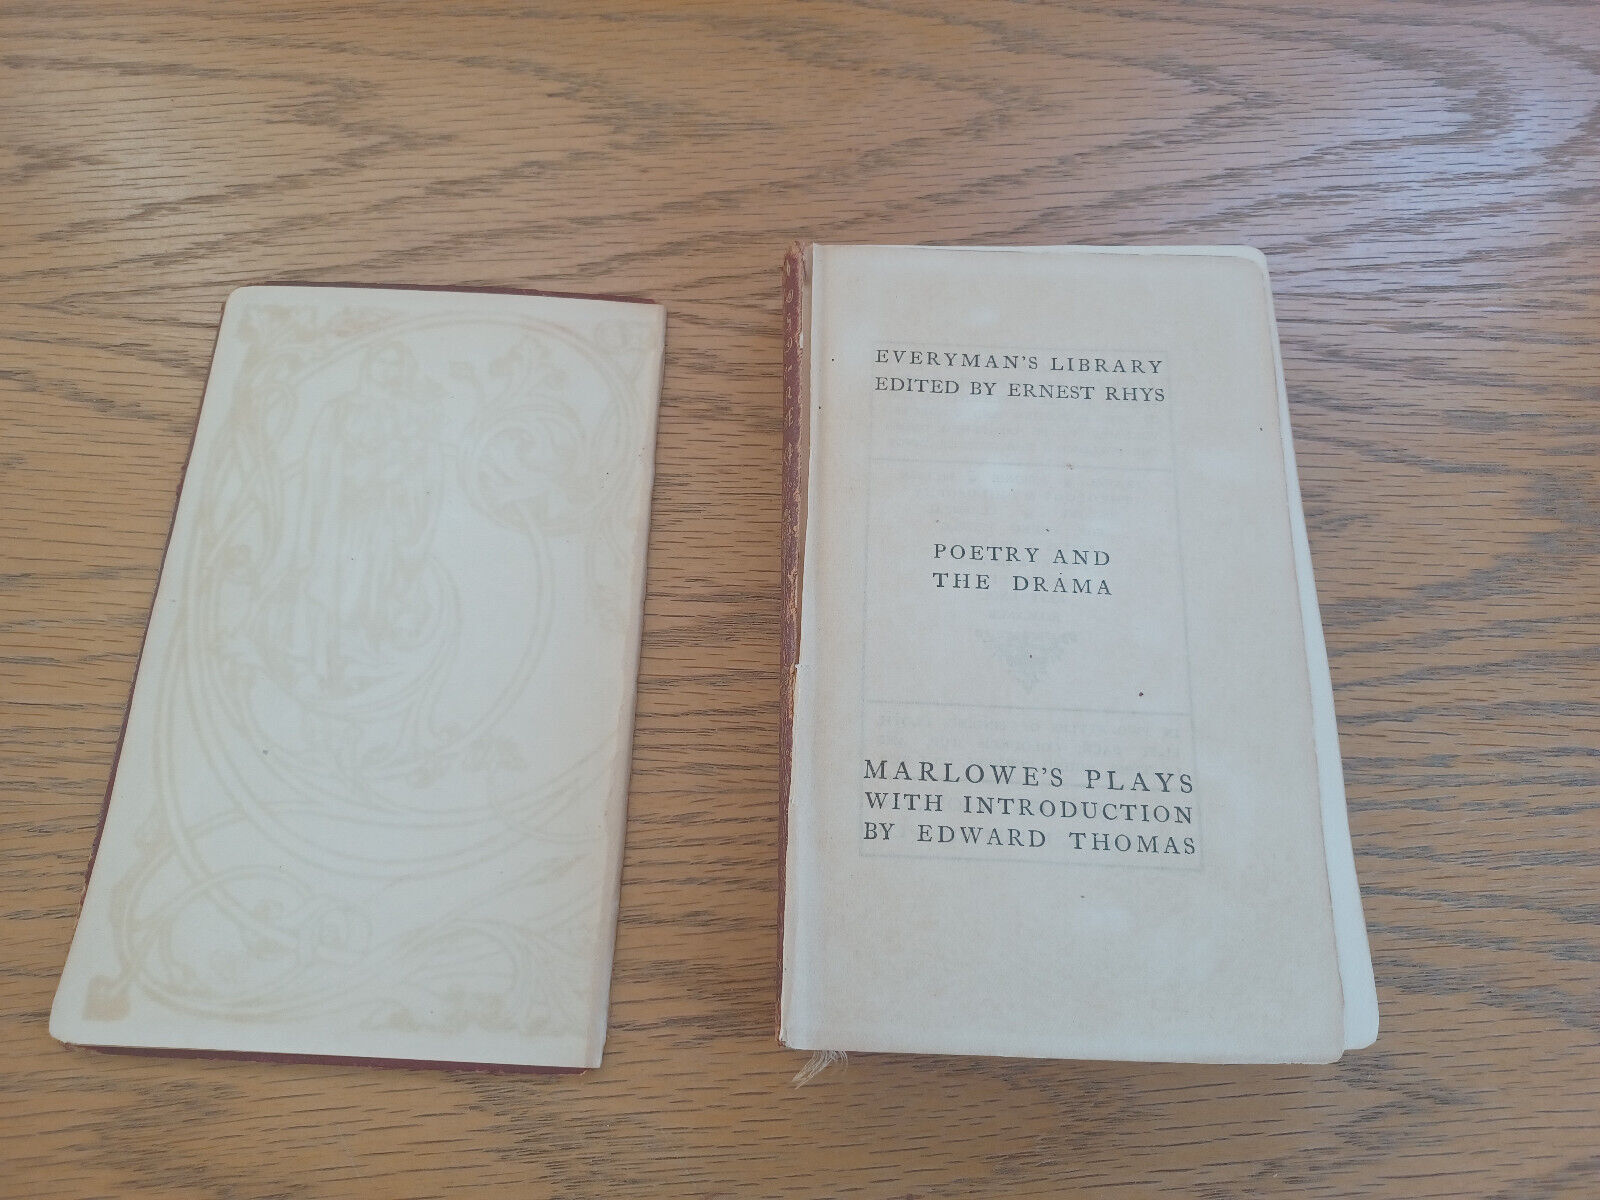 EVERYMAN'S LIBRARY
EDITED BY ERNEST RHYS
POETRY AND
THE DRAMA
MARLOWE'S PLAYS
WITH INTRODUCTION
BY EDWARD THOMAS